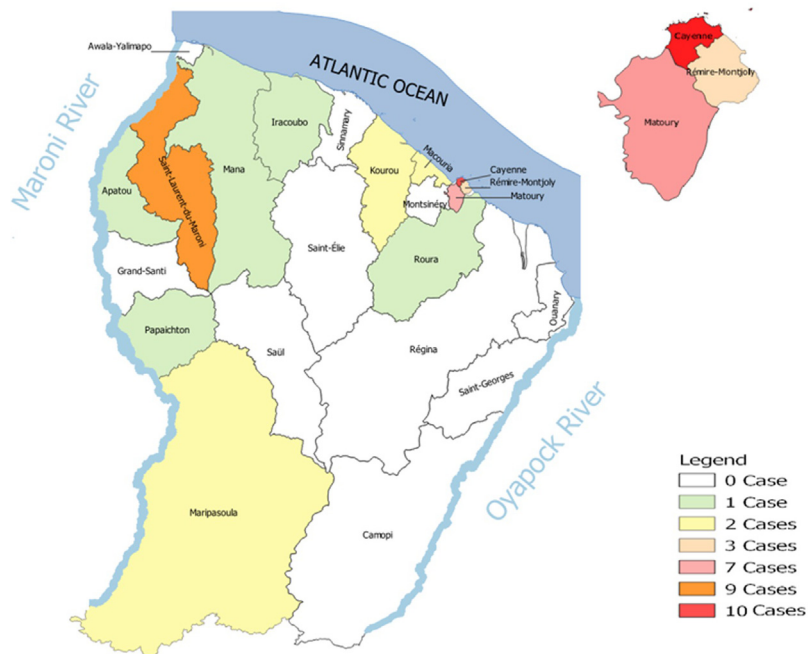 Awala-Yalimapo
ATLANTIC OCEAN
Maroni River
Iracoubo
Sinnamary
Mana
Kourou
Macouria
Cayenne
Rémire-Montjoly
Matoury
Apatou
Saint-Laurent-du-Maroni
Montsinéry
Saint-Élie
Roura
Grand-Santi
Ouanary
Papaichton
Saül
Régina
Saint-Georges
Oyapock River
Maripasoula
Camopi
Cayenne
Rémire-Montjoly
Matoury
Legend
0 Case
1 Case
2 Cases
3 Cases
7 Cases
9 Cases
10 Cases